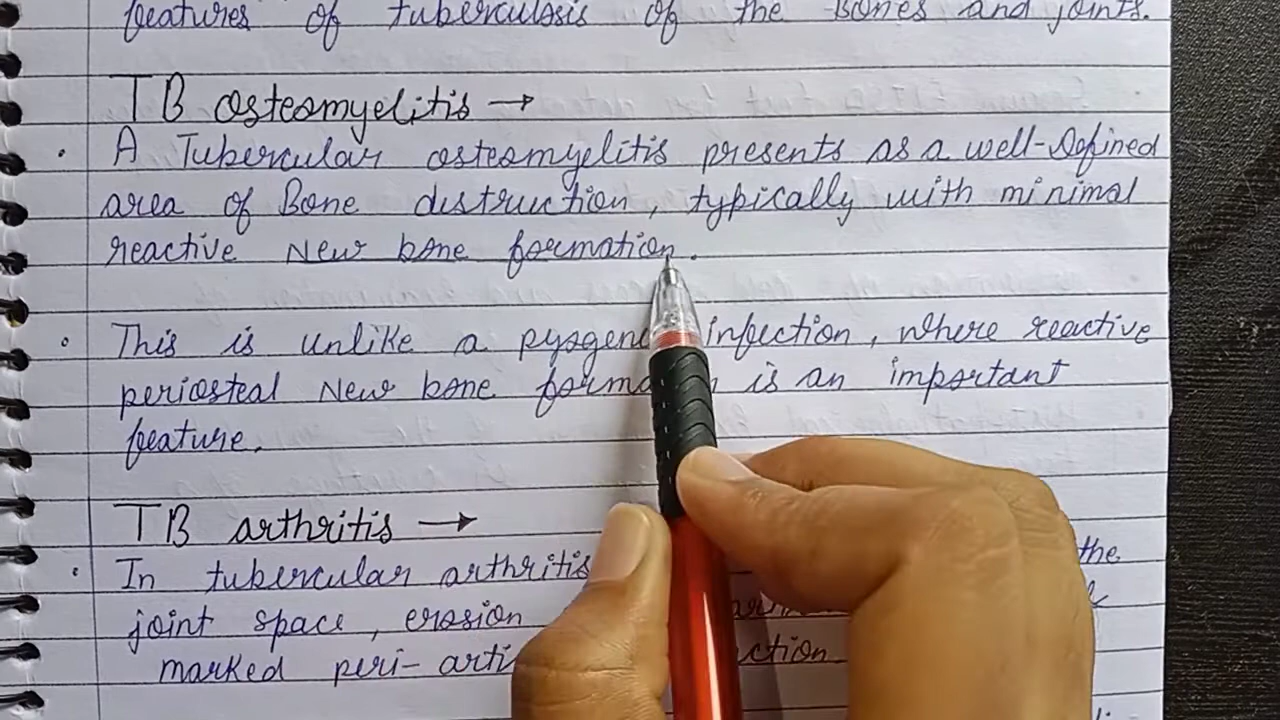 features of tuberculosis of the Bones and joints.
TB osteomyelitis →
• A Tubercular osteomyelitis presents as a well-Defined
area of Bone distruction, typically with minimal
reactive New bone formation.
• This is unlike a pyogenic infection, where reactive
periosteal New bone formation is an important
feature.
TB arthritis →
• In tubercular arthritis the
joint space, erosion
marked peri-arti ction.